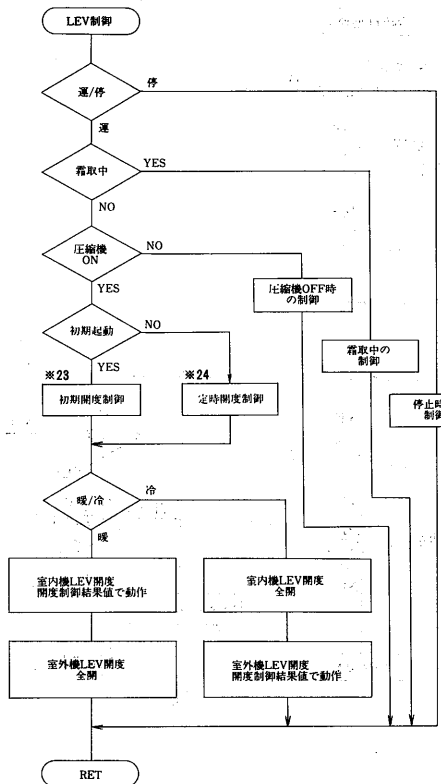 LEV制御
運/停
停
運
霜取中
YES
NO
圧縮機
ON
NO
YES
圧縮機OFF時
の制御
初期起動
NO
YES
霜取中の
制御
※23
※24
初期開度制御
定時開度制御
停止時
制御
暖/冷
冷
暖
室内機LEV開度
開度制御結果値で動作
室内機LEV開度
全開
室外機LEV開度
全開
室外機LEV開度
開度制御結果値で動作
RET